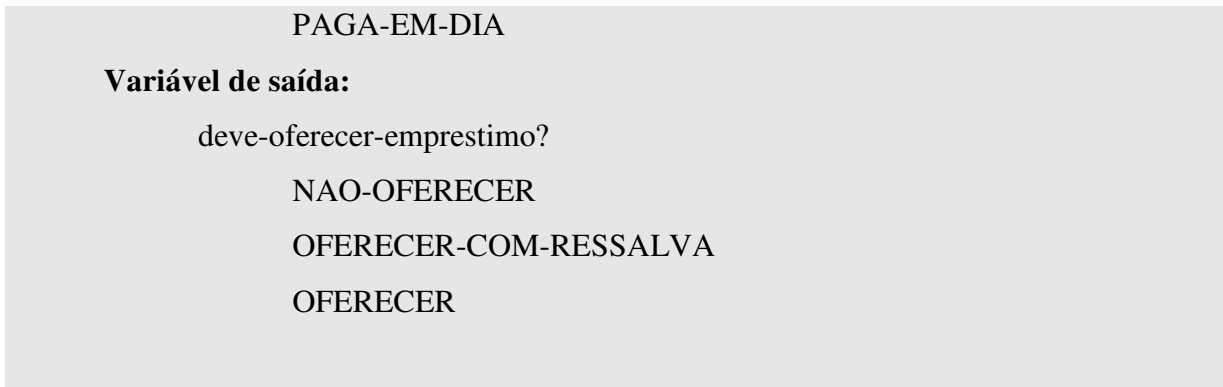 PAGA-EM-DIA
Variável de saída:
deve-oferecer-emprestimo?
NAO-OFERECER
OFERECER-COM-RESSALVA
OFERECER